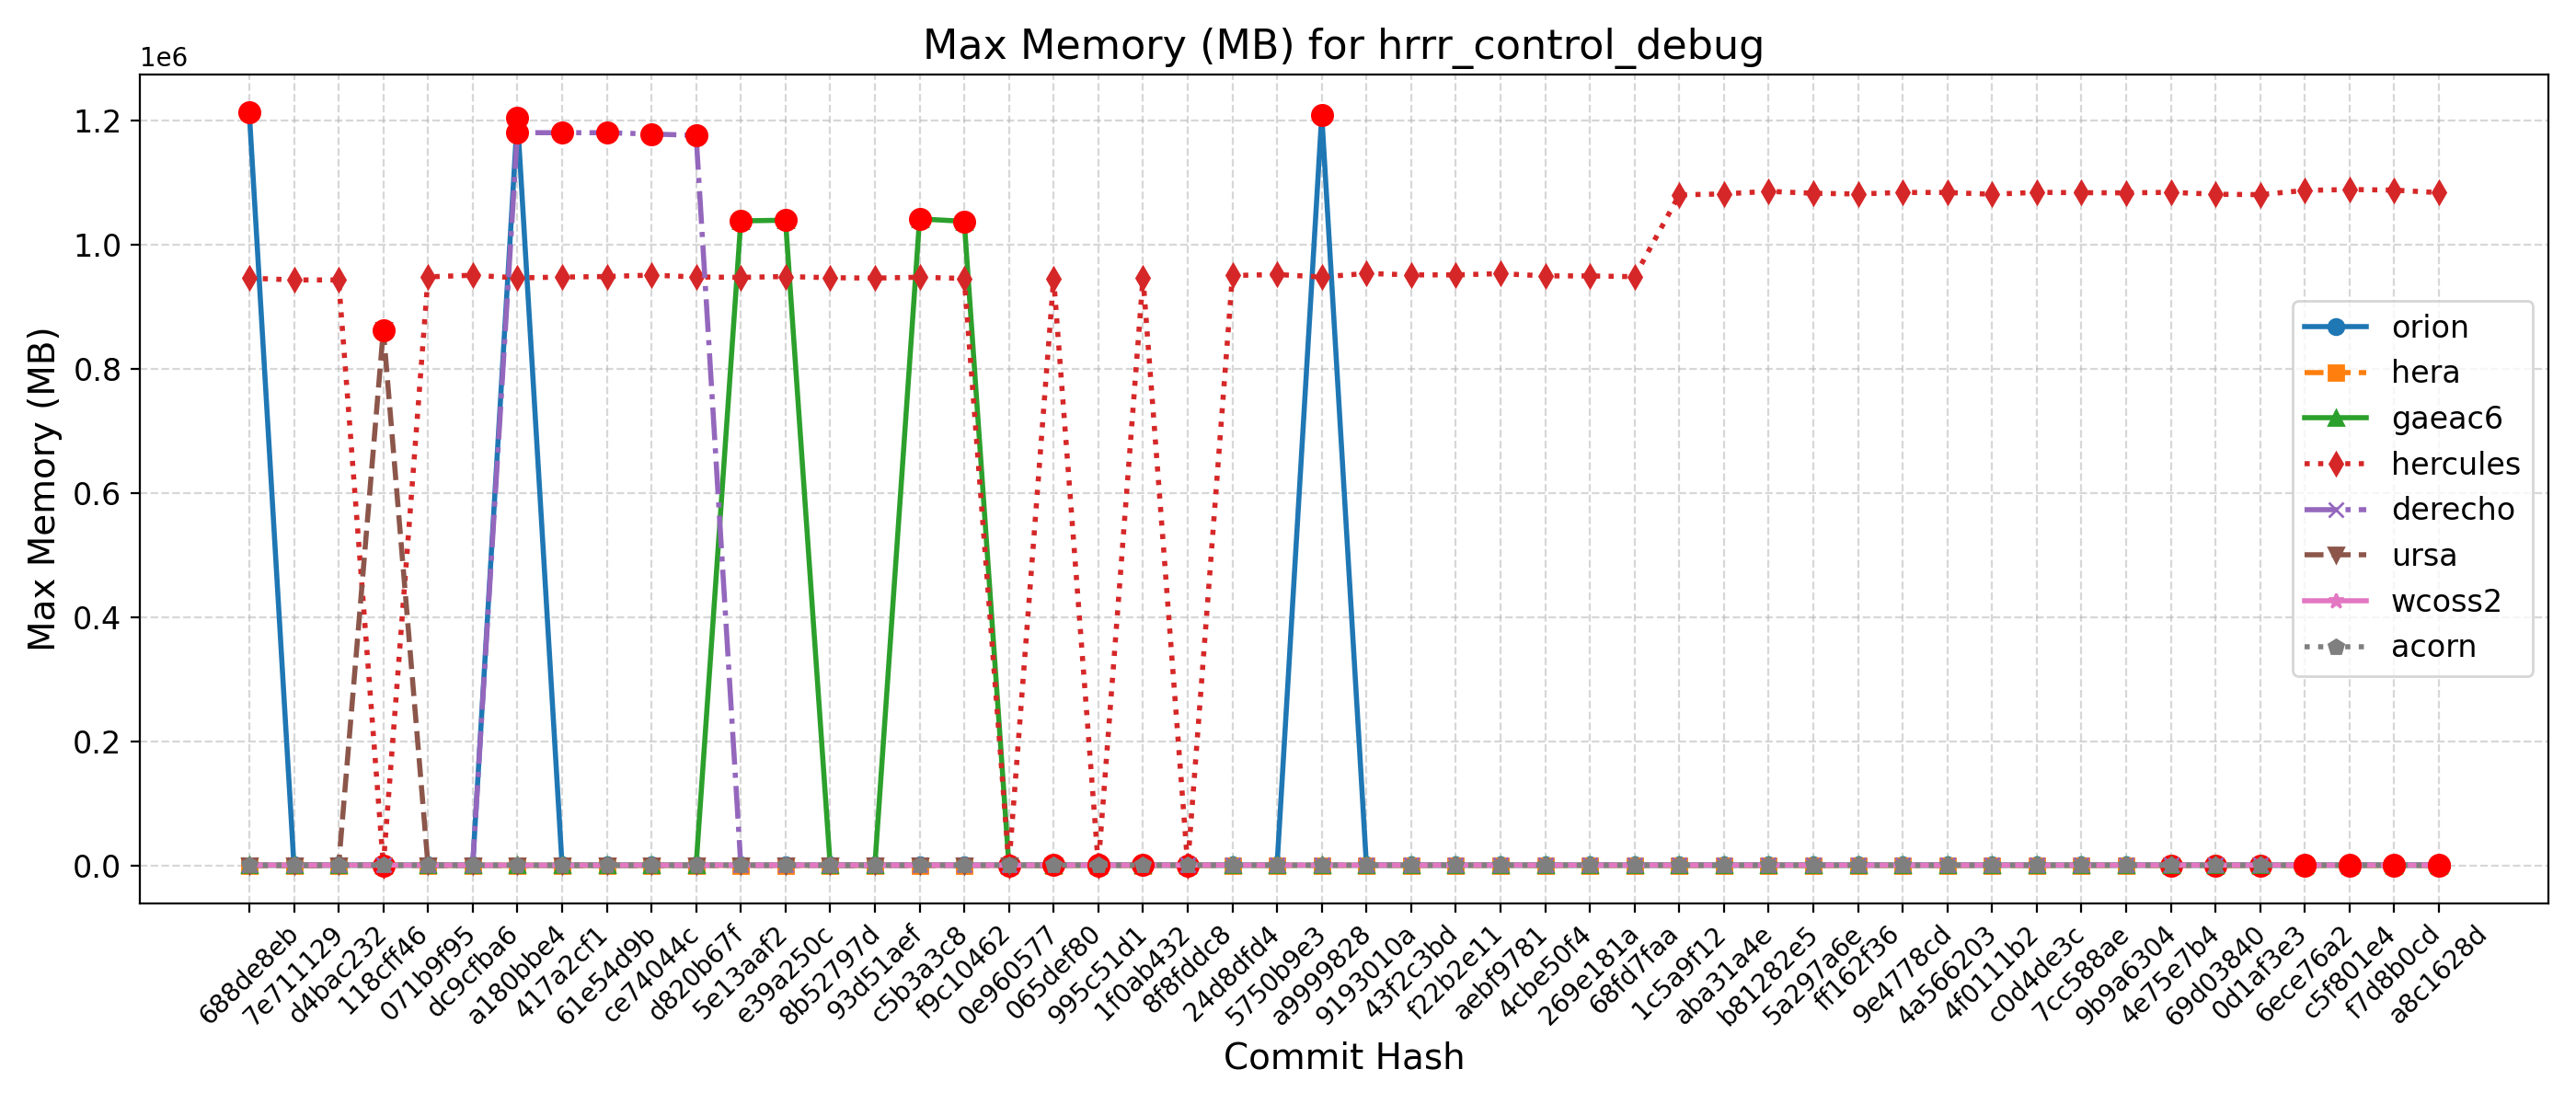 Max Memory (MB) for hrrr_control_debug
1e6
1.2
1.0
0.8
0.6
0.4
0.2
0.0
Max Memory (MB)
orion
hera
gaeac6
hercules
derecho
ursa
wcoss2
acorn
688de8eb
7e711129
d4bac232
118cff46
071b9f95
dc9cfba6
a180bbe4
417a2cf1
61e54d9b
ce74044c
d820b67f
5e13aaf2
e39a250c
8b52797d
93d51aef
c5b3a3c8
f9c10462
0e960577
065def80
995c51d1
1f0ab432
8f8fddc8
24d8dfd4
5750b9e3
a9999828
9193010a
43f2c3bd
f22b2e11
aebf9781
4cbe50f4
269e181a
68fd7faa
1c5a9f12
aba31a4e
b81282e5
5a297a6e
ff162f36
9e4778cd
4a566203
4f0111b2
c0d4de3c
7cc588ae
9b9a6304
4e75e7b4
69d03840
0d1af3e3
6ece76a2
c5f801e4
f7d8b0cd
a8c1628d
Commit Hash